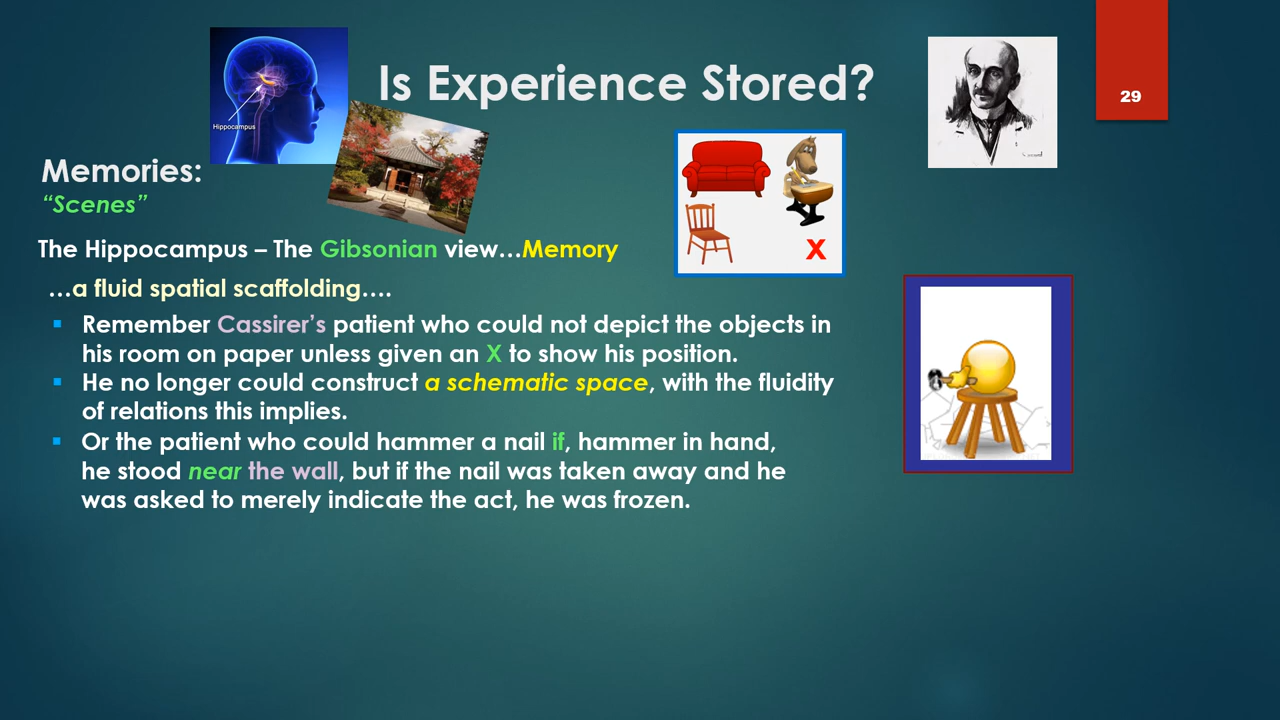 Is Experience Stored?
29
Hippocampus
Memories:
“Scenes”
The Hippocampus – The Gibsonian view…Memory
…a fluid spatial scaffolding….
X
▪ Remember Cassirer’s patient who could not depict the objects in
his room on paper unless given an X to show his position.
▪ He no longer could construct a schematic space, with the fluidity
of relations this implies.
▪ Or the patient who could hammer a nail if, hammer in hand,
he stood near the wall, but if the nail was taken away and he
was asked to merely indicate the act, he was frozen.